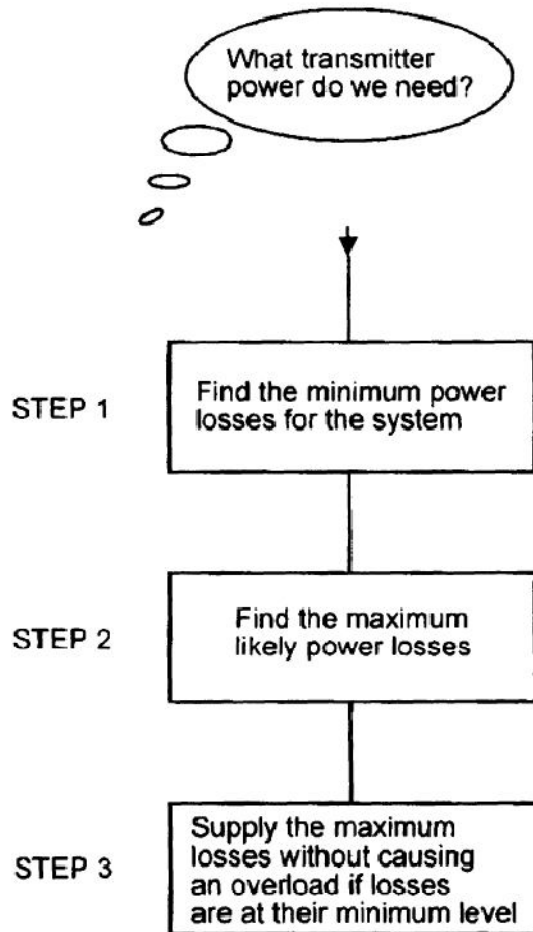 What transmitter
power do we need?
STEP 1
Find the minimum power
losses for the system
STEP 2
Find the maximum
likely power losses
STEP 3
Supply the maximum
losses without causing
an overload if losses
are at their minimum level